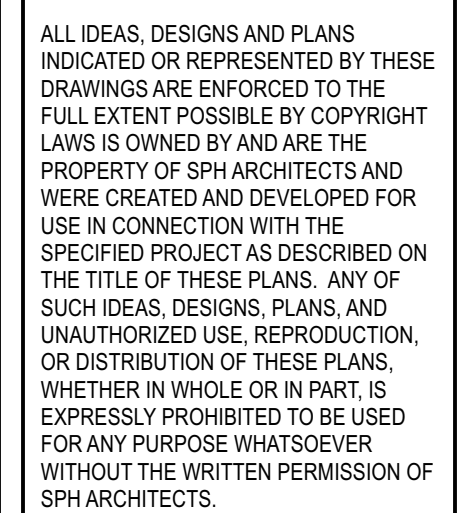 ALL IDEAS, DESIGNS AND PLANS
INDICATED OR REPRESENTED BY THESE
DRAWINGS ARE ENFORCED TO THE
FULL EXTENT POSSIBLE BY COPYRIGHT
LAWS IS OWNED BY AND ARE THE
PROPERTY OF SPH ARCHITECTS AND
WERE CREATED AND DEVELOPED FOR
USE IN CONNECTION WITH THE
SPECIFIED PROJECT AS DESCRIBED ON
THE TITLE OF THESE PLANS.  ANY OF
SUCH IDEAS, DESIGNS, PLANS, AND
UNAUTHORIZED USE, REPRODUCTION,
OR DISTRIBUTION OF THESE PLANS,
WHETHER IN WHOLE OR IN PART, IS
EXPRESSLY PROHIBITED TO BE USED
FOR ANY PURPOSE WHATSOEVER
WITHOUT THE WRITTEN PERMISSION OF
SPH ARCHITECTS.